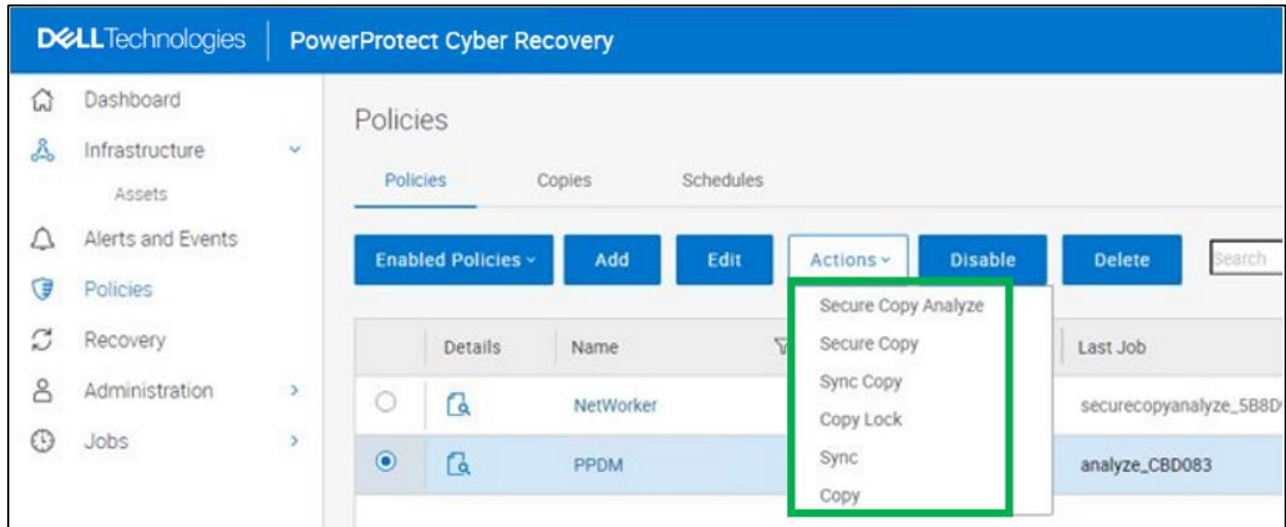 DELLTechnologies PowerProtect Cyber Recovery
Dashboard
Infrastructure
Assets
Alerts and Events
Policies
Recovery
Administration
Jobs
Policies
Policies Copies Schedules
Enabled Policies Add Edit Actions Disable Delete Search
Secure Copy Analyze
Secure Copy
Sync Copy
Copy Lock
Sync
Copy
Details Name Last Job
NetWorker
PPDM analyze_CBD083